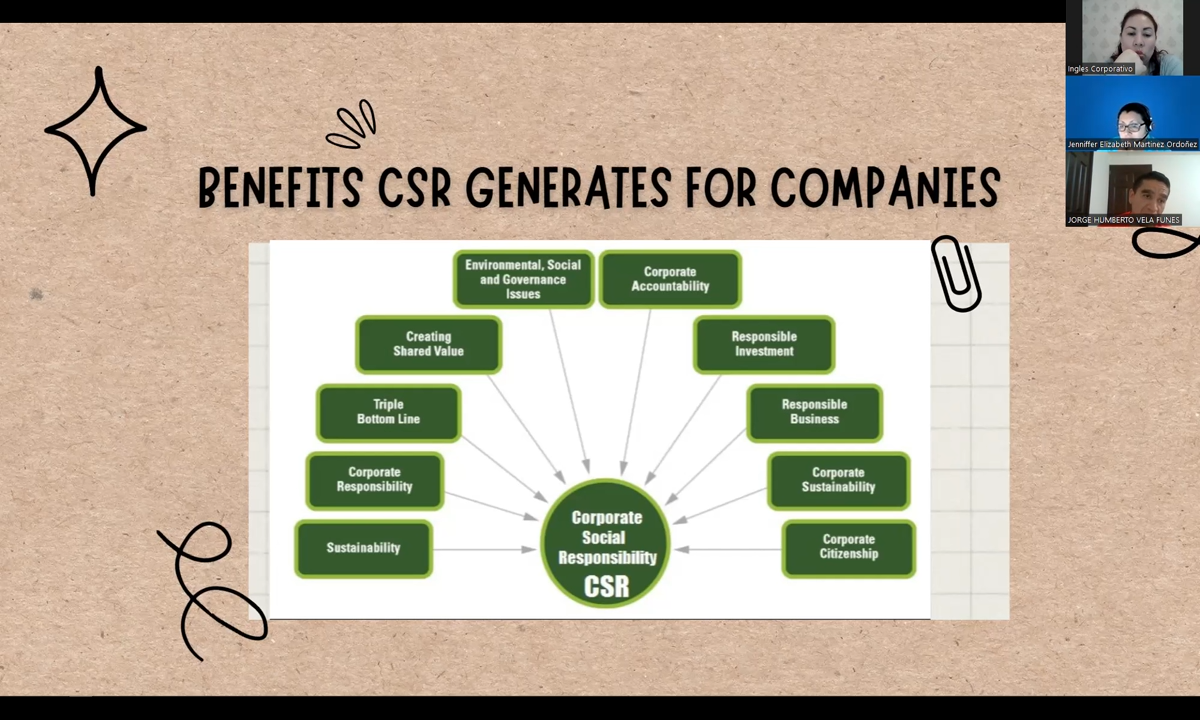 BENEFITS CSR GENERATES FOR COMPANIES
Environmental, Social
and Governance
Issues
Corporate
Accountability
Creating
Shared Value
Responsible
Investment
Triple
Bottom Line
Responsible
Business
Corporate
Responsibility
Corporate
Sustainability
Sustainability
Corporate
Citizenship
Corporate
Social
Responsibility
CSR
Ingles Corporativo
Jenniffer Elizabeth Martinez Ordoñez
JORGE HUMBERTO VELA FUNES